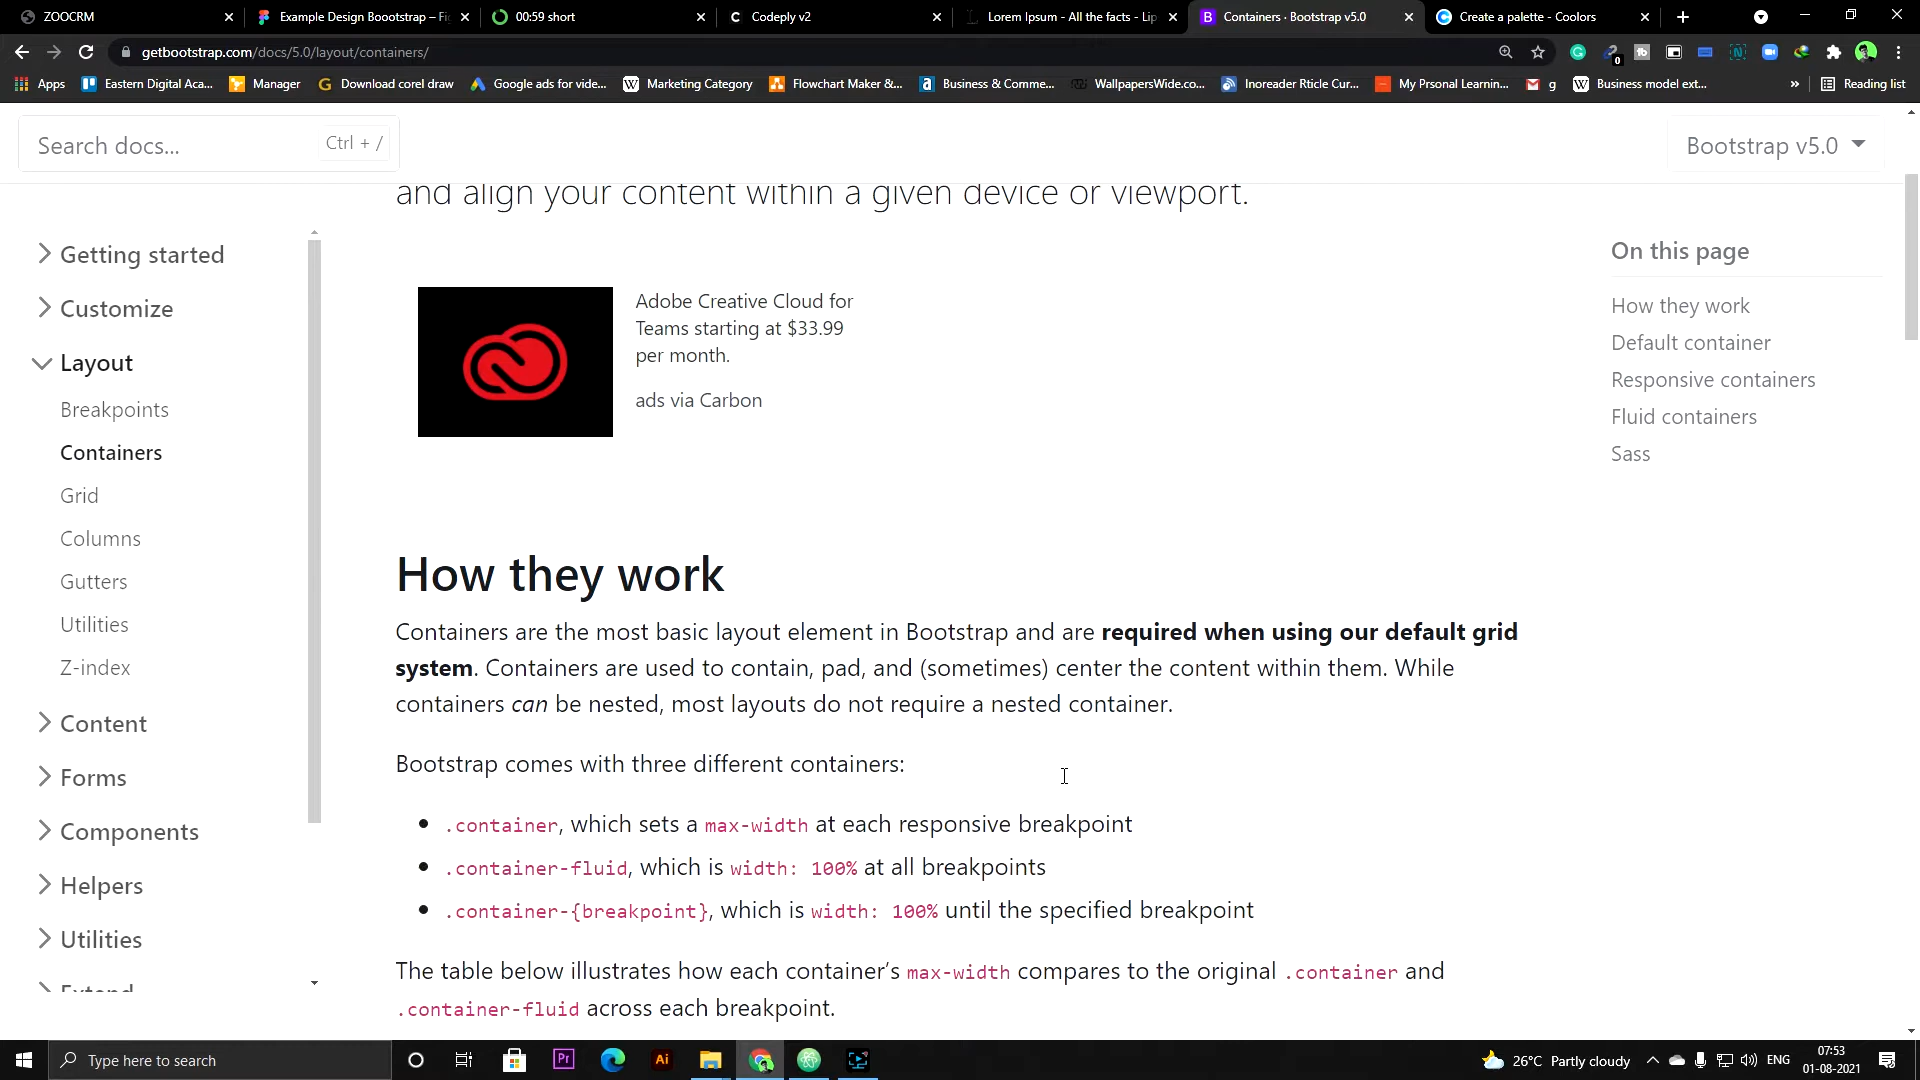 ZOOCRM
Example Design Boootstrap – Fi
00:59 short
Codeply v2
Lorem Ipsum - All the facts - Lip
Containers · Bootstrap v5.0
Create a palette - Coolors
getbootstrap.com/docs/5.0/layout/containers/
Apps
Eastern Digital Aca...
Manager
Download corel draw
Google ads for vide...
Marketing Category
Flowchart Maker &...
Business & Comme...
WallpapersWide.co...
Inoreader Rticle Cur...
My Prsonal Learnin...
g
Business model ext...
»
Reading list
Search docs...
Ctrl + /
Bootstrap v5.0
and align your content within a given device or viewport.
Getting started
Customize
Layout
Breakpoints
Containers
Grid
Columns
Gutters
Utilities
Z-index
Content
Forms
Components
Helpers
Utilities
Extend
Adobe Creative Cloud for
Teams starting at $33.99
per month.
ads via Carbon
How they work
Containers are the most basic layout element in Bootstrap and are required when using our default grid
system. Containers are used to contain, pad, and (sometimes) center the content within them. While
containers can be nested, most layouts do not require a nested container.
Bootstrap comes with three different containers:
• .container, which sets a max-width at each responsive breakpoint
• .container-fluid, which is width: 100% at all breakpoints
• .container-{breakpoint}, which is width: 100% until the specified breakpoint
The table below illustrates how each container’s max-width compares to the original .container and
.container-fluid across each breakpoint.
On this page
How they work
Default container
Responsive containers
Fluid containers
Sass
Type here to search
Pr
Ai
26°C Partly cloudy
ENG
07:53
01-08-2021